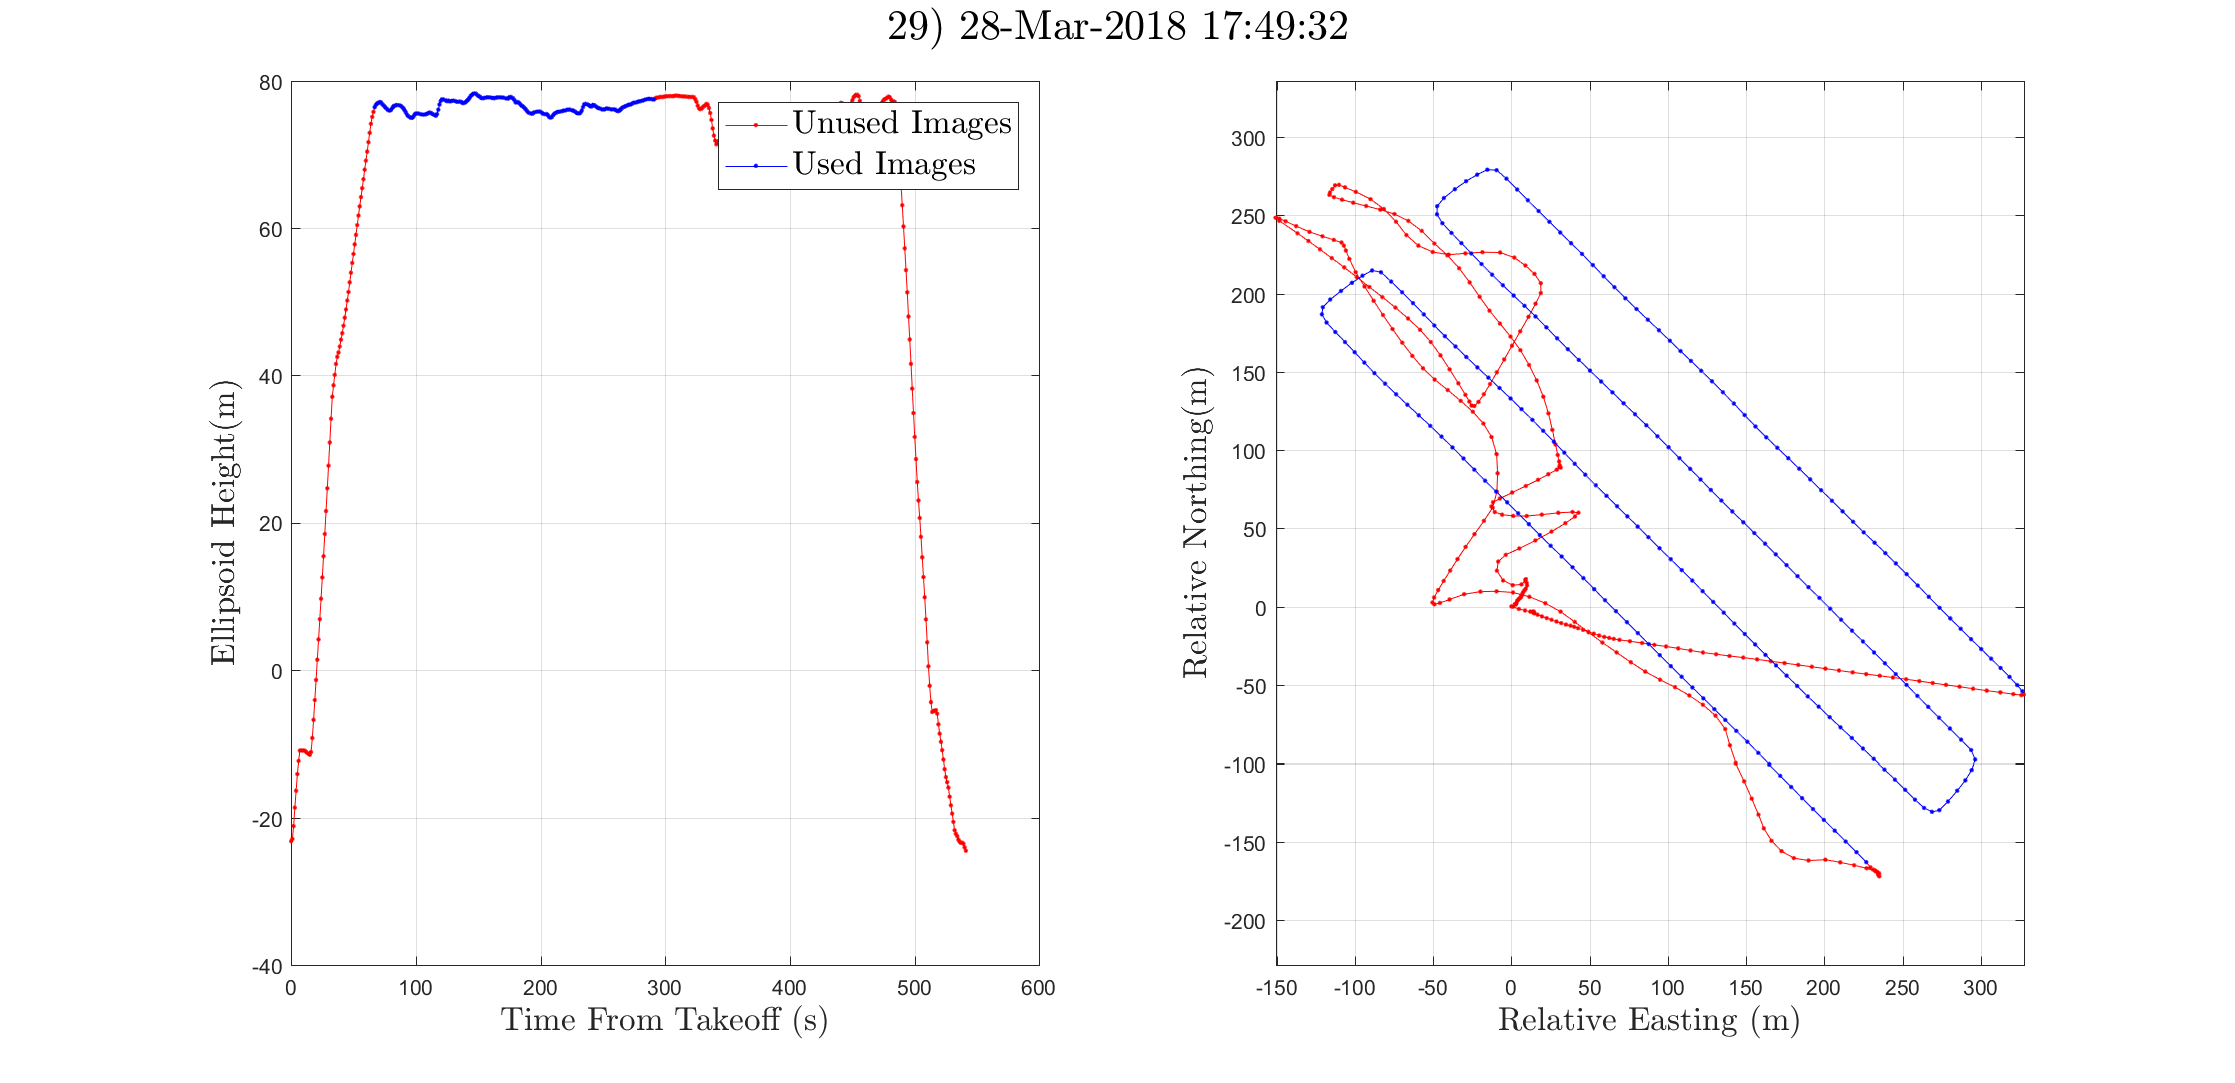 29) 28-Mar-2018 17:49:32
80
60
40
20
0
-20
-40
Ellipsoid Height(m)
0 100 200 300 400 500 600
Time From Takeoff (s)
Unused Images
Used Images
300
250
200
150
100
50
0
-50
-100
-150
-200
Relative Northing(m)
-150 -100 -50 0 50 100 150 200 250 300
Relative Easting (m)